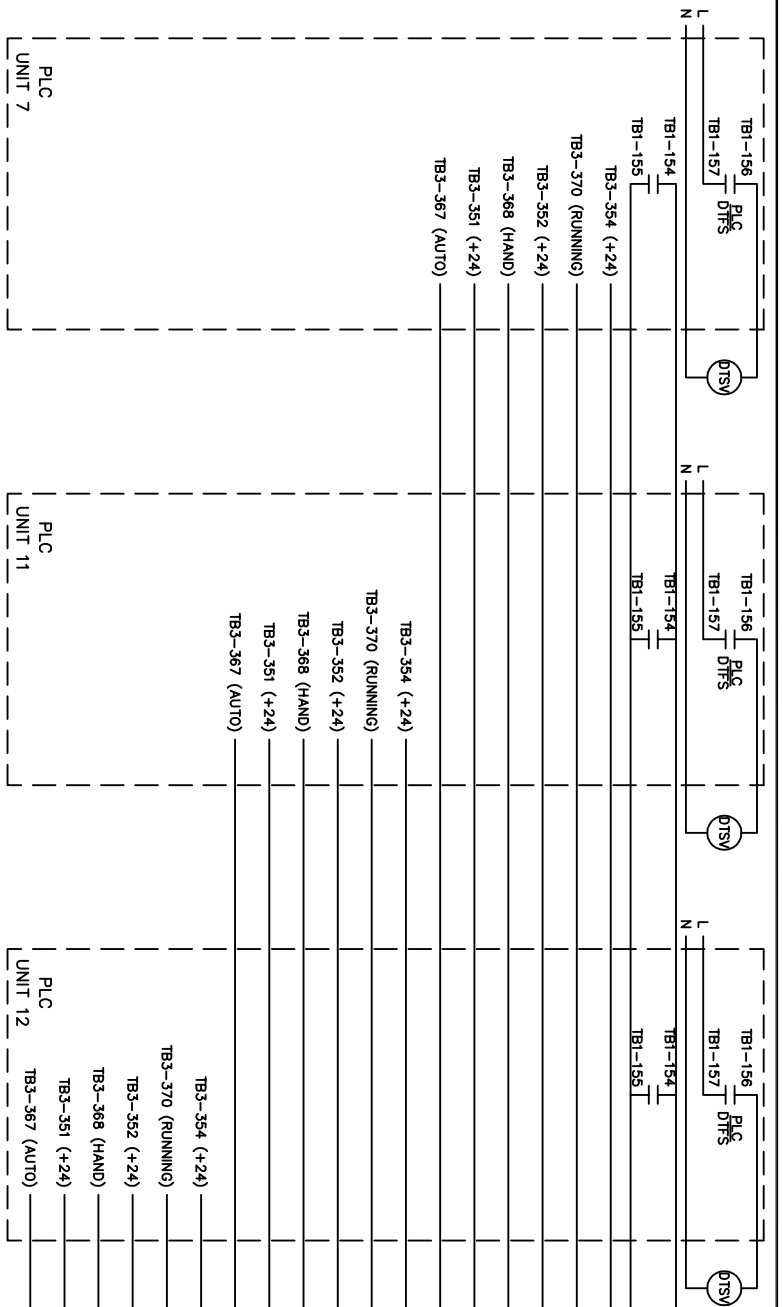 L
N
TB1-156
TB1-157
PLC
DTFS
DTSV
TB1-154
TB1-155
TB3-354 (+24)
TB3-370 (RUNNING)
TB3-352 (+24)
TB3-368 (HAND)
TB3-351 (+24)
TB3-367 (AUTO)
PLC
UNIT 7
L
N
TB1-156
TB1-157
PLC
DTFS
DTSV
TB1-154
TB1-155
TB3-354 (+24)
TB3-370 (RUNNING)
TB3-352 (+24)
TB3-368 (HAND)
TB3-351 (+24)
TB3-367 (AUTO)
PLC
UNIT 11
L
N
TB1-156
TB1-157
PLC
DTFS
DTSV
TB1-154
TB1-155
TB3-354 (+24)
TB3-370 (RUNNING)
TB3-352 (+24)
TB3-368 (HAND)
TB3-351 (+24)
TB3-367 (AUTO)
PLC
UNIT 12